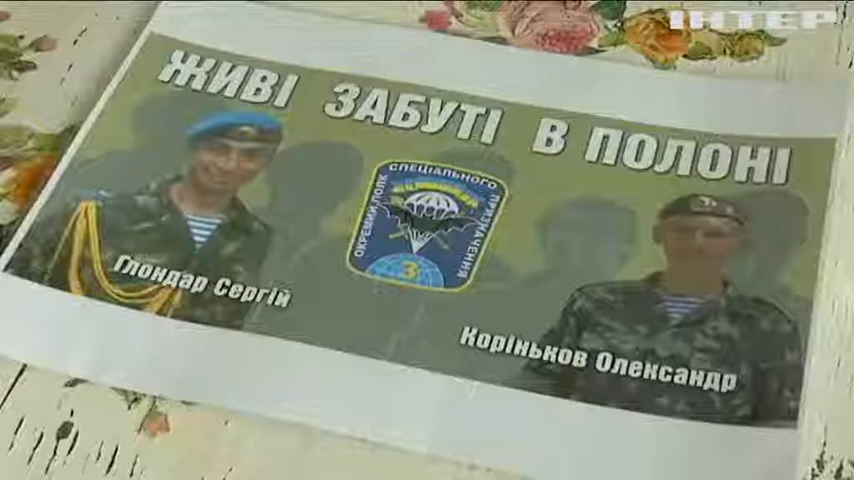 ІНТЕР
ЖИВІ ЗАБУТІ В ПОЛОНІ
СПЕЦІАЛЬНОГО
ОКРЕМИЙ ПОЛК
ПРИЗНАЧЕННЯ
3
Глондар Сергій
Коріньков Олександр